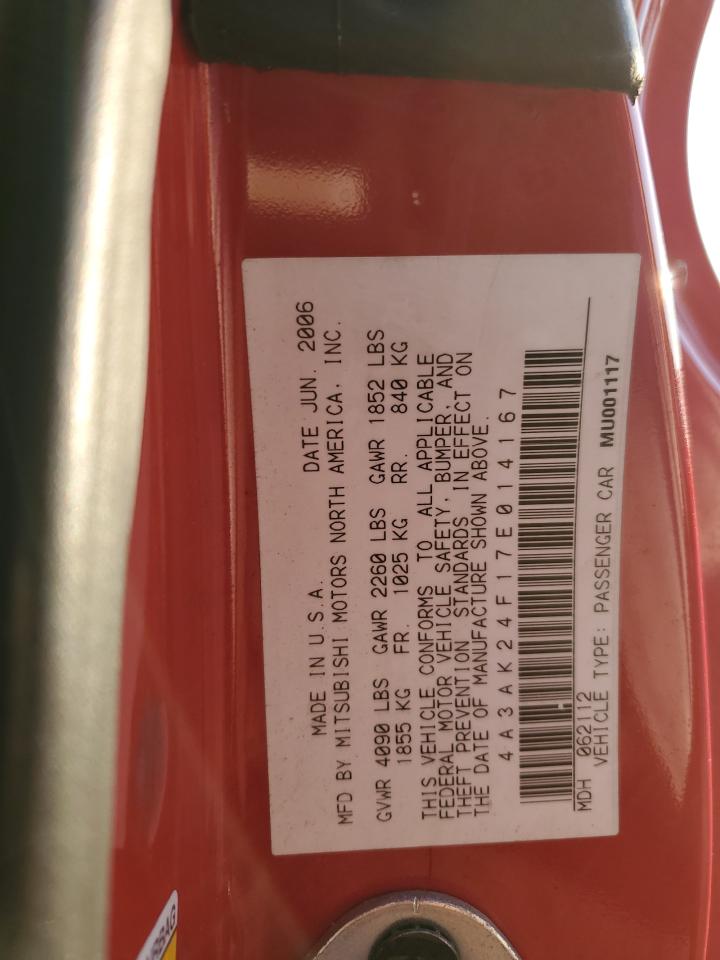 MADE IN U.S.A. DATE JUN. 2006
MFD BY MITSUBISHI MOTORS NORTH AMERICA, INC.
GVWR 4090 LBS GAWR 2260 LBS GAWR 1852 LBS
1855 KG FR. 1025 KG RR. 840 KG
THIS VEHICLE CONFORMS TO ALL APPLICABLE
FEDERAL MOTOR VEHICLE SAFETY, BUMPER, AND
THEFT PREVENTION STANDARDS IN EFFECT ON
THE DATE OF MANUFACTURE SHOWN ABOVE.
4A3AK24F17E014167
MDH 062112
VEHICLE TYPE: PASSENGER CAR MU001117